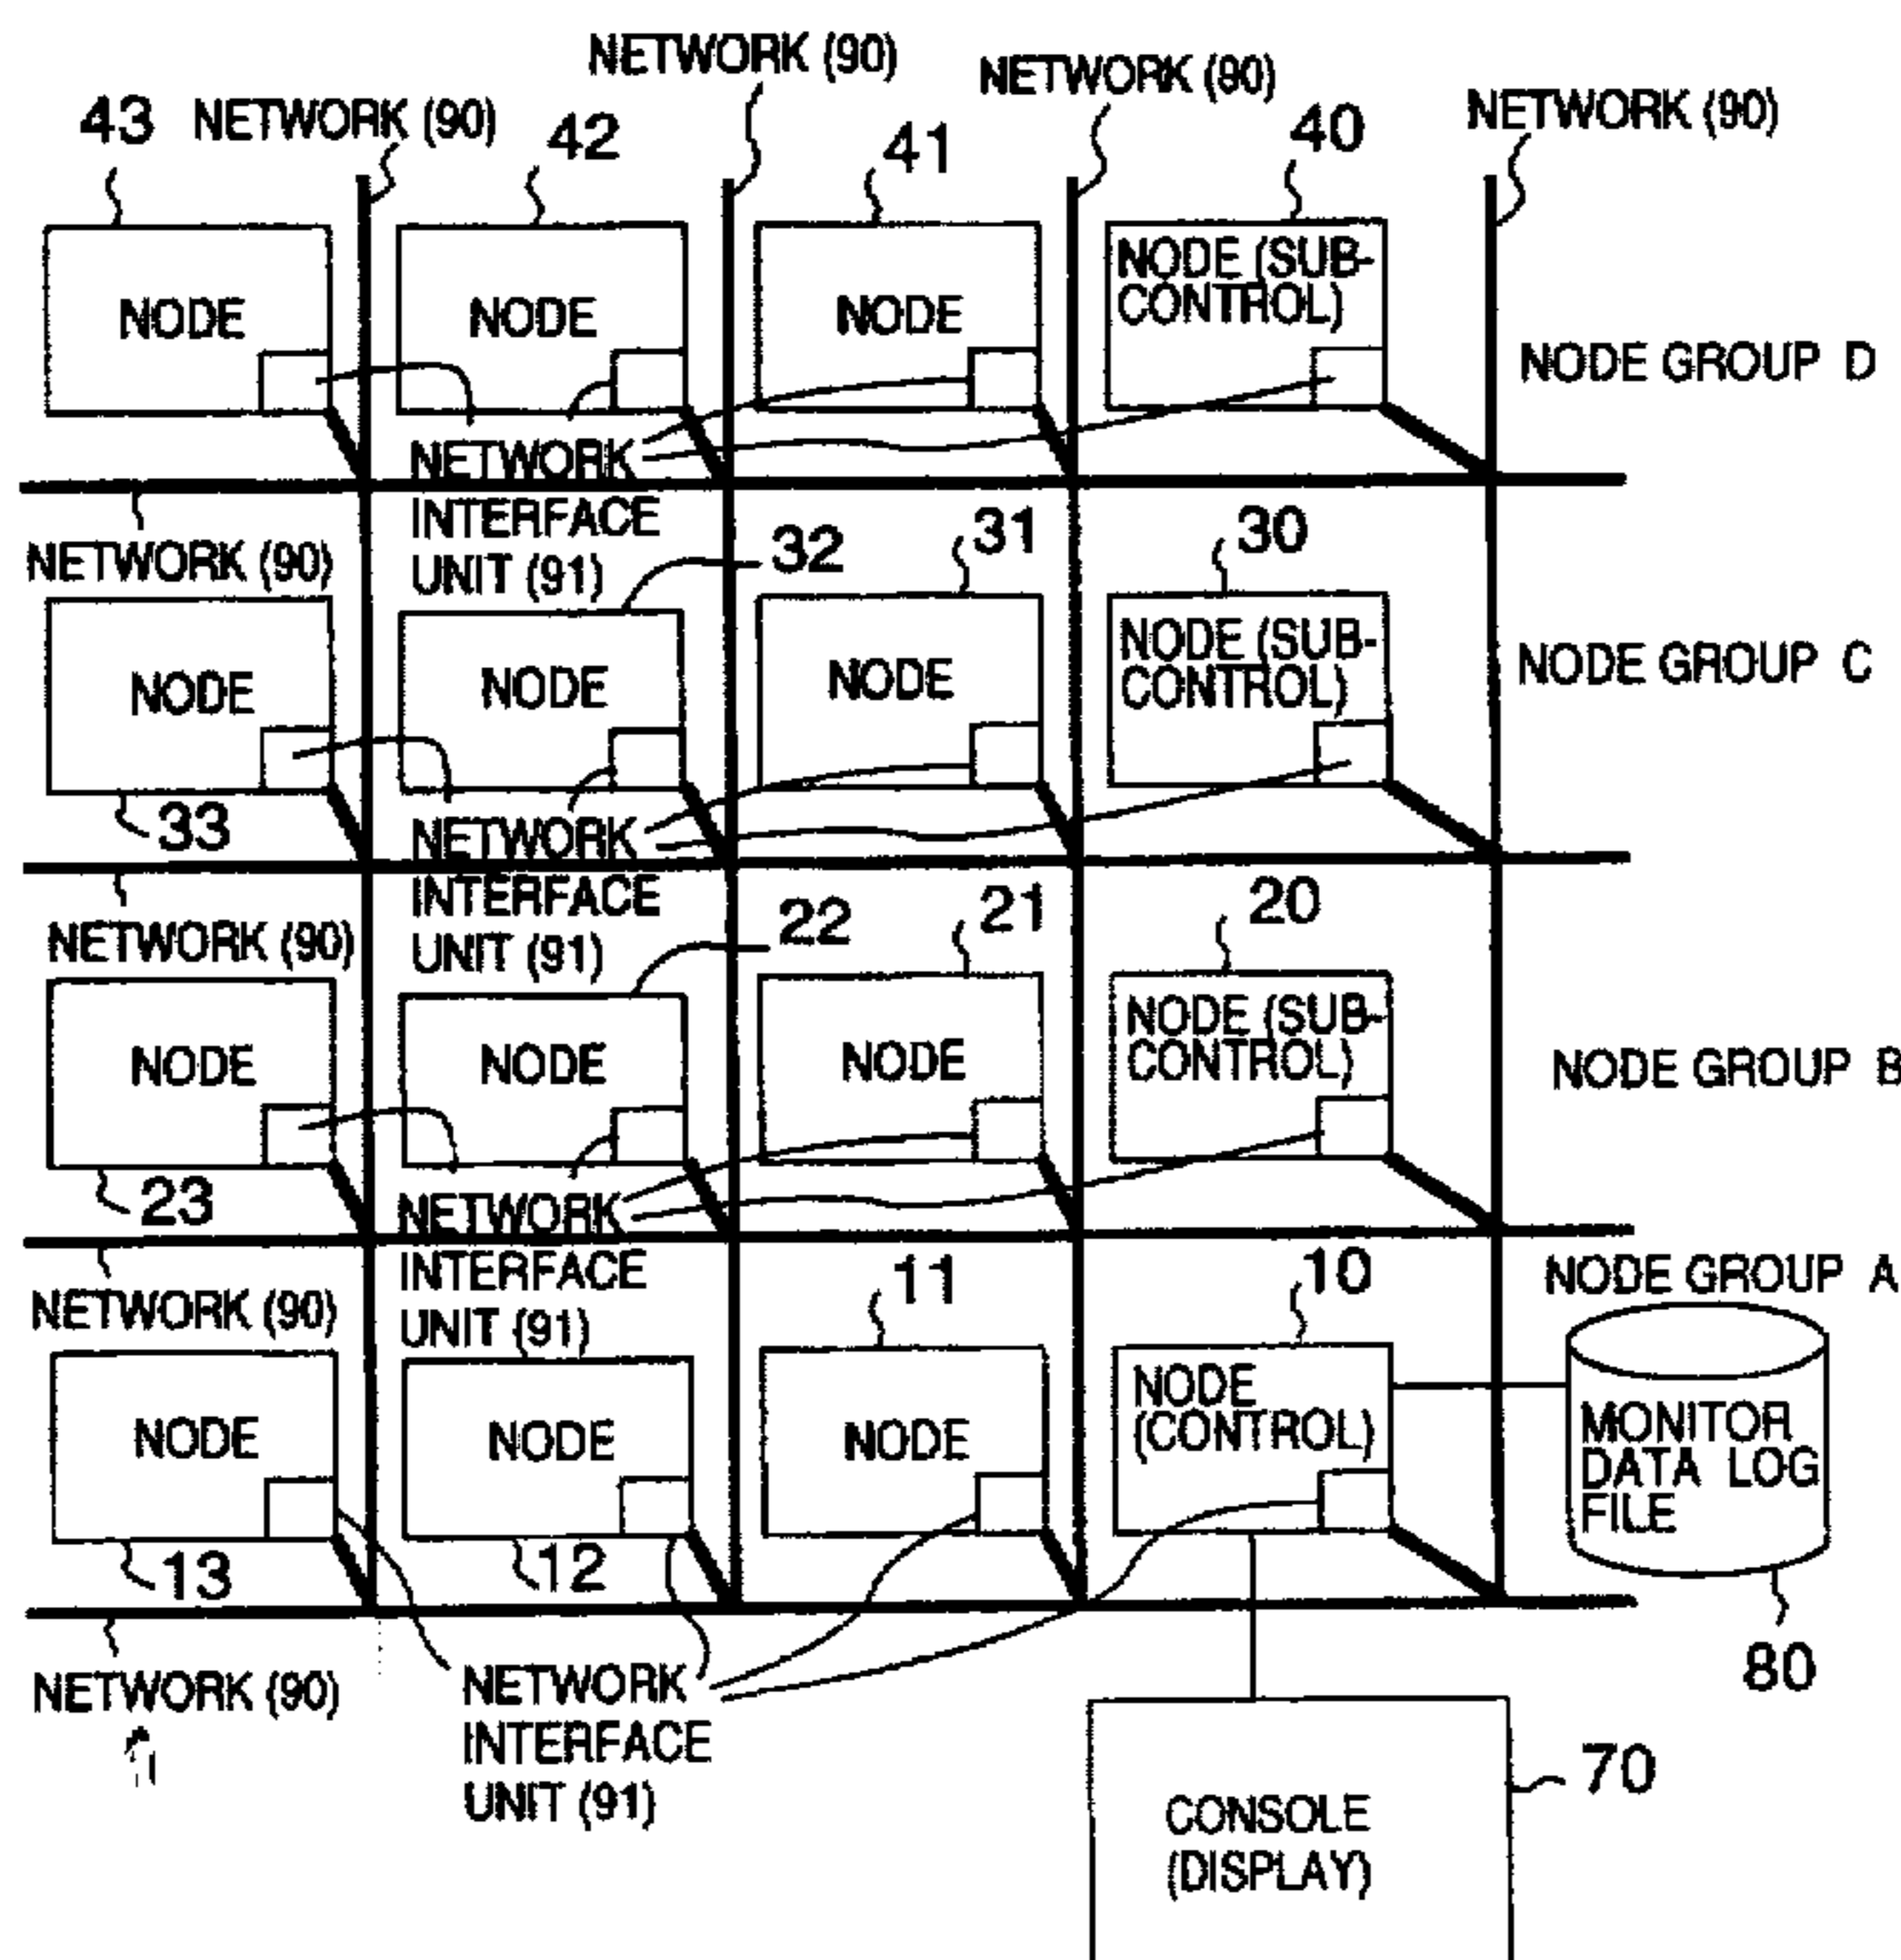 NETWORK (90)
NETWORK (90)
43
NETWORK (90)
42
41
40
NETWORK (90)
NODE
NODE
NODE
NODE (SUB-
CONTROL)
NODE GROUP D
NETWORK
INTERFACE
UNIT (91)
NETWORK (90)
32
31
30
NODE
NODE
NODE
NODE (SUB-
CONTROL)
NODE GROUP C
33
NETWORK
INTERFACE
UNIT (91)
NETWORK (90)
22
21
20
NODE
NODE
NODE
NODE (SUB-
CONTROL)
NODE GROUP B
23
NETWORK
INTERFACE
UNIT (91)
NETWORK (90)
11
10
NODE GROUP A
NODE
NODE
NODE
NODE
(CONTROL)
MONITOR
DATA LOG
FILE
13
12
80
NETWORK (90)
NETWORK
INTERFACE
UNIT (91)
70
CONSOLE
(DISPLAY)